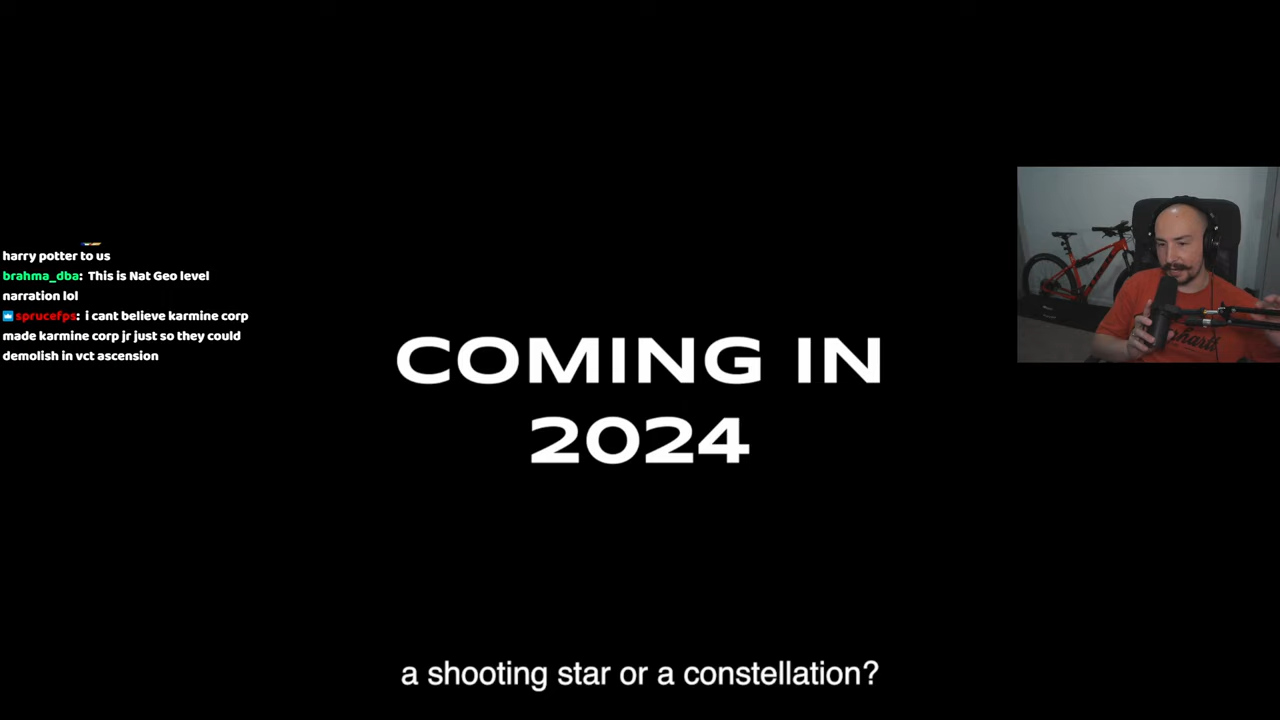 harry potter to us
brahma_dba: This is Nat Geo level
narration lol
sprucefps: i cant believe karmine corp
made karmine corp jr just so they could
demolish in vct ascension
COMING IN
2024
a shooting star or a constellation?